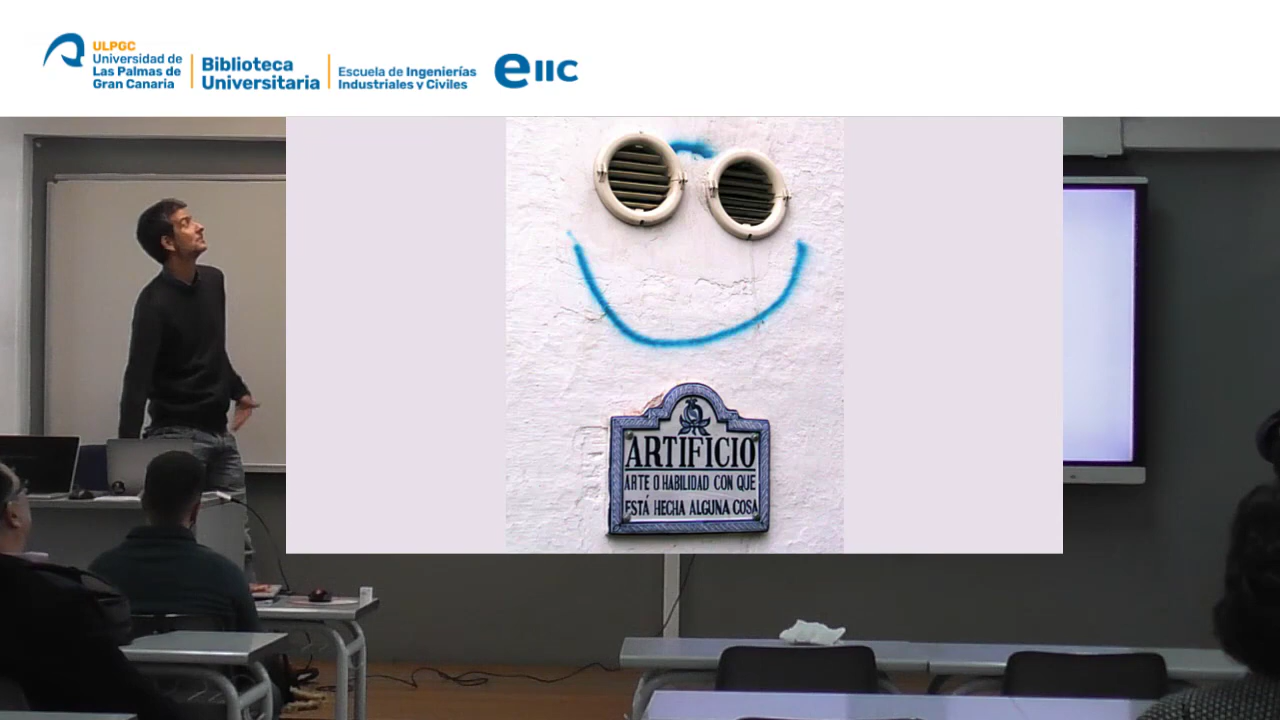 ULPGC
Universidad de
Las Palmas de
Gran Canaria
Biblioteca
Universitaria
Escuela de Ingenierías
Industriales y Civiles
eiic
ARTIFICIO
ARTE O HABILIDAD CON QUE
ESTÁ HECHA ALGUNA COSA